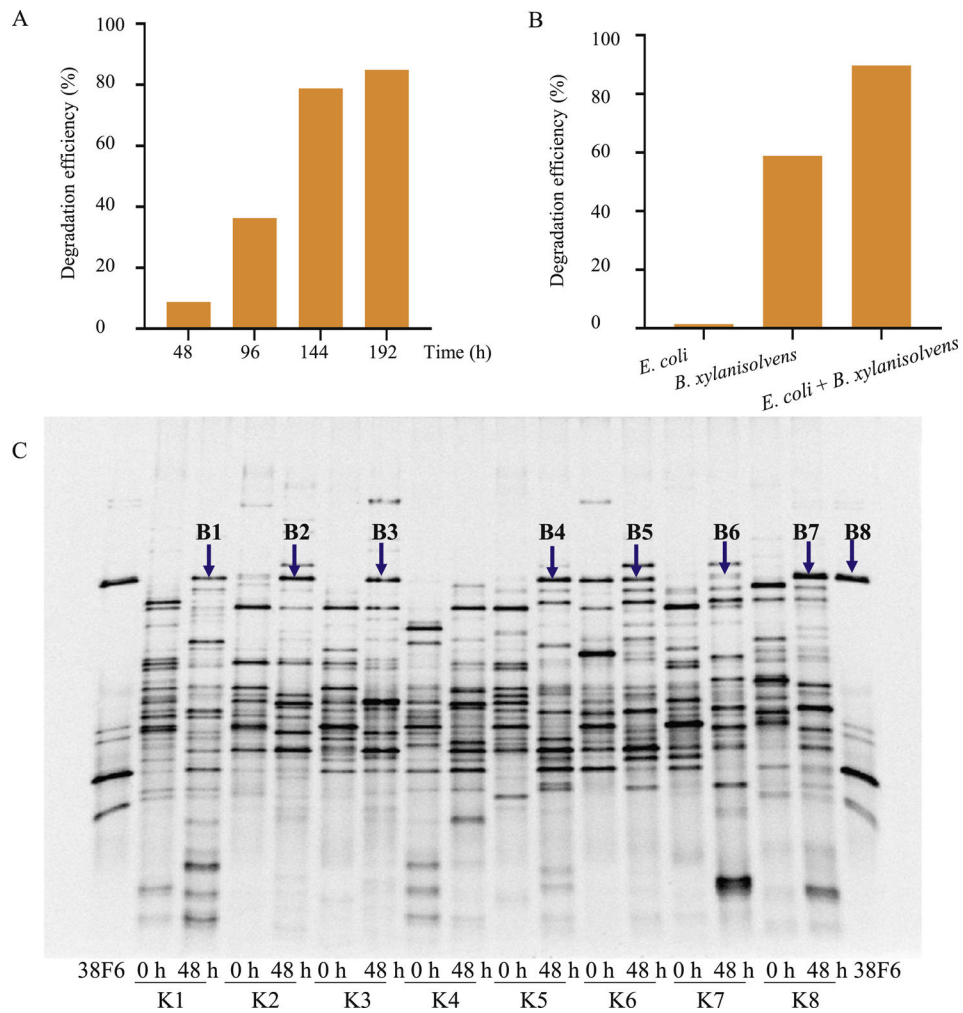 A
Degradation efficiency (%)
100
80
60
40
20
0
48 96 144 192 Time (h)
B
Degradation efficiency (%)
100
80
60
40
20
0
E. coli
B. xylanisolvens
E. coli + B. xylanisolvens
C
B1 B2 B3 B4 B5 B6 B7 B8
38F6 0 h 48 h 0 h 48 h 0 h 48 h 0 h 48 h 0 h 48 h 0 h 48 h 0 h 48 h 0 h 48 h 38F6
K1 K2 K3 K4 K5 K6 K7 K8